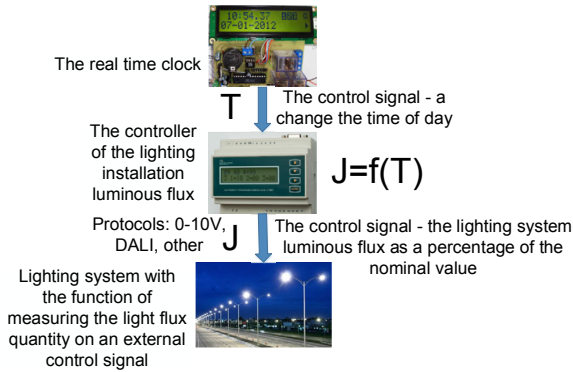 10:54.37
07-01-2012
The real time clock
T
The control signal - a
change the time of day
The controller
of the lighting
installation
luminous flux
J=f(T)
Protocols: 0-10V,
DALI, other
J
The control signal - the lighting system
luminous flux as a percentage of the
nominal value
Lighting system with
the function of
measuring the light flux
quantity on an external
control signal